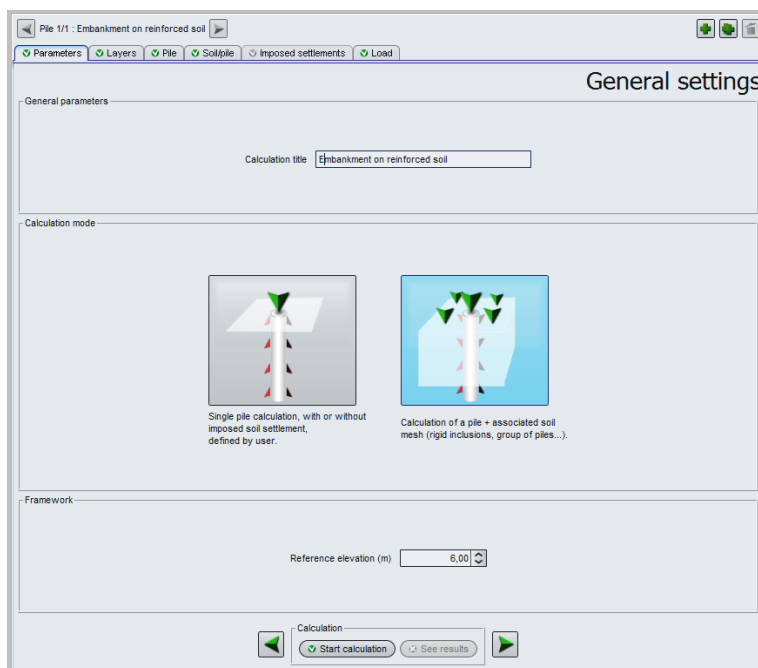 Pile 1/1 : Embankment on reinforced soil
Parameters Layers Pile Soil/pile Imposed settlements Load
General settings
General parameters
Calculation title Embankment on reinforced soil
Calculation mode
Single pile calculation, with or without
imposed soil settlement,
defined by user.
Calculation of a pile + associated soil
mesh (rigid inclusions, group of piles...).
Framework
Reference elevation (m) 6,00
Calculation
Start calculation See results